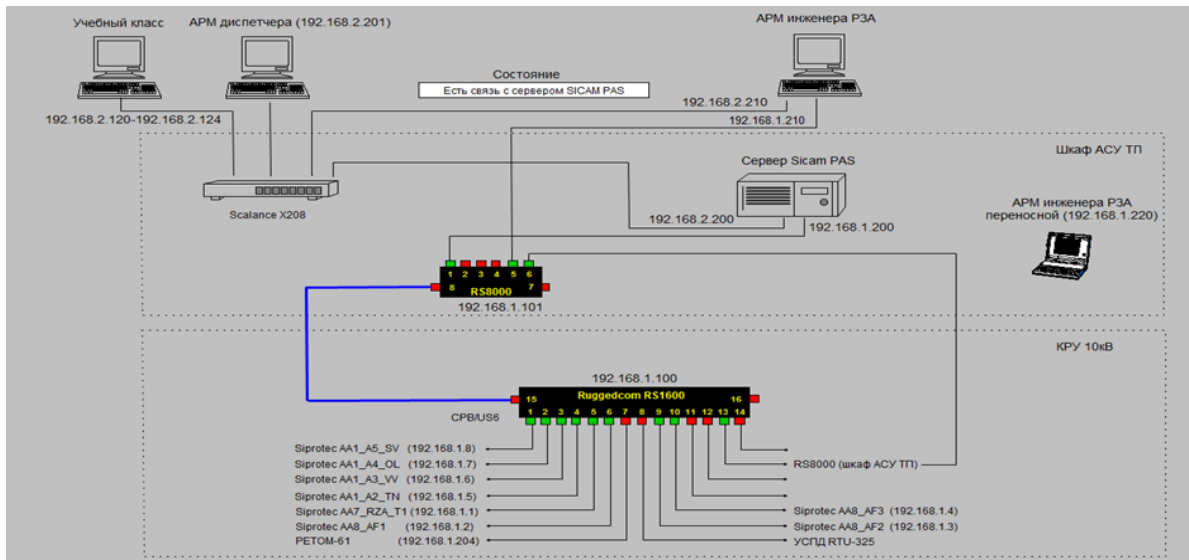 Учебный класс
АРМ диспетчера (192.168.2.201)
АРМ инженера РЗА
Состояние
Есть связь с сервером SICAM PAS
192.168.2.120-192.168.2.124
192.168.2.210
192.168.1.210
Шкаф АСУ ТП
Сервер Sicam PAS
Scalance X208
192.168.2.200
192.168.1.200
АРМ инженера РЗА
переносной (192.168.1.220)
1 2 3 4 5 6
8 RS8000 7
192.168.1.101
КРУ 10кВ
192.168.1.100
15 Ruggedcom RS1600 16
1 2 3 4 5 6 7 8 9 10 11 12 13 14
CPB/US6
Siprotec AA1_A5_SV (192.168.1.8)
Siprotec AA1_A4_OL (192.168.1.7)
RS8000 (шкаф АСУ ТП)
Siprotec AA1_A3_VV (192.168.1.6)
Siprotec AA1_A2_TN (192.168.1.5)
Siprotec AA7_RZA_T1 (192.168.1.1)
Siprotec AA8_AF3 (192.168.1.4)
Siprotec AA8_AF1 (192.168.1.2)
Siprotec AA8_AF2 (192.168.1.3)
РЕТОМ-61 (192.168.1.204)
УСПД RTU-325